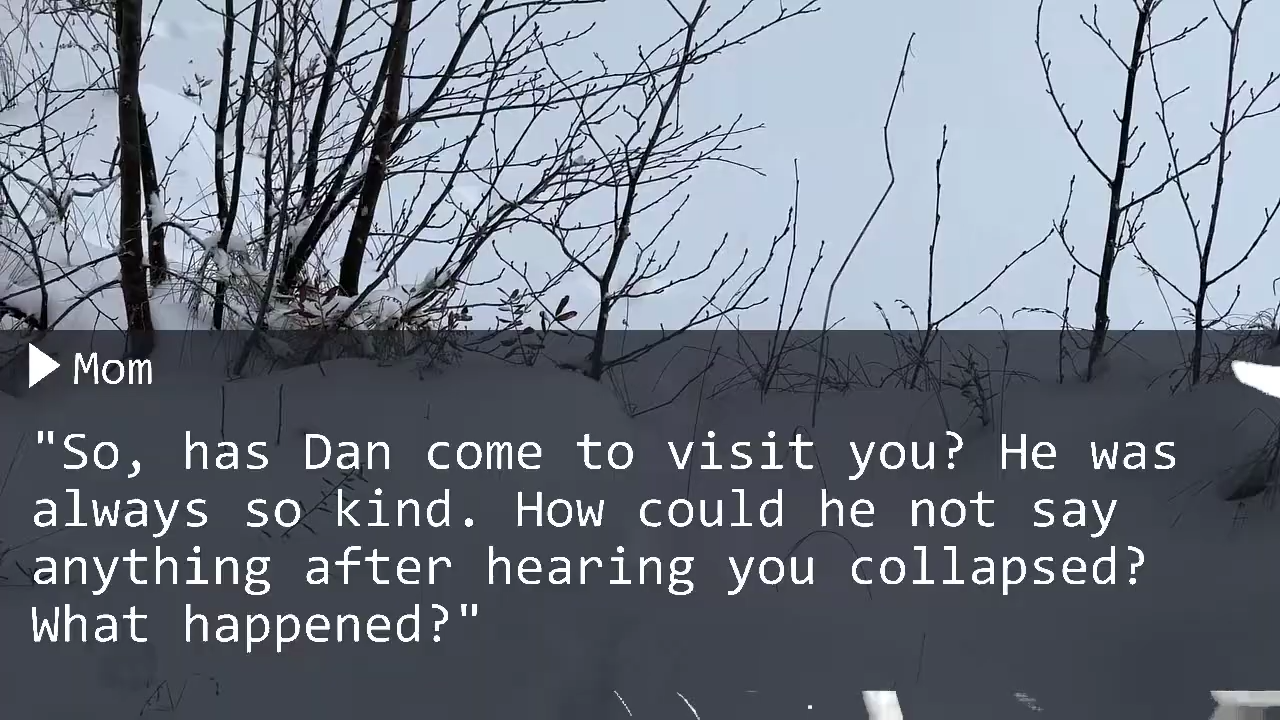 Mom
"So, has Dan come to visit you? He was
always so kind. How could he not say
anything after hearing you collapsed?
What happened?"